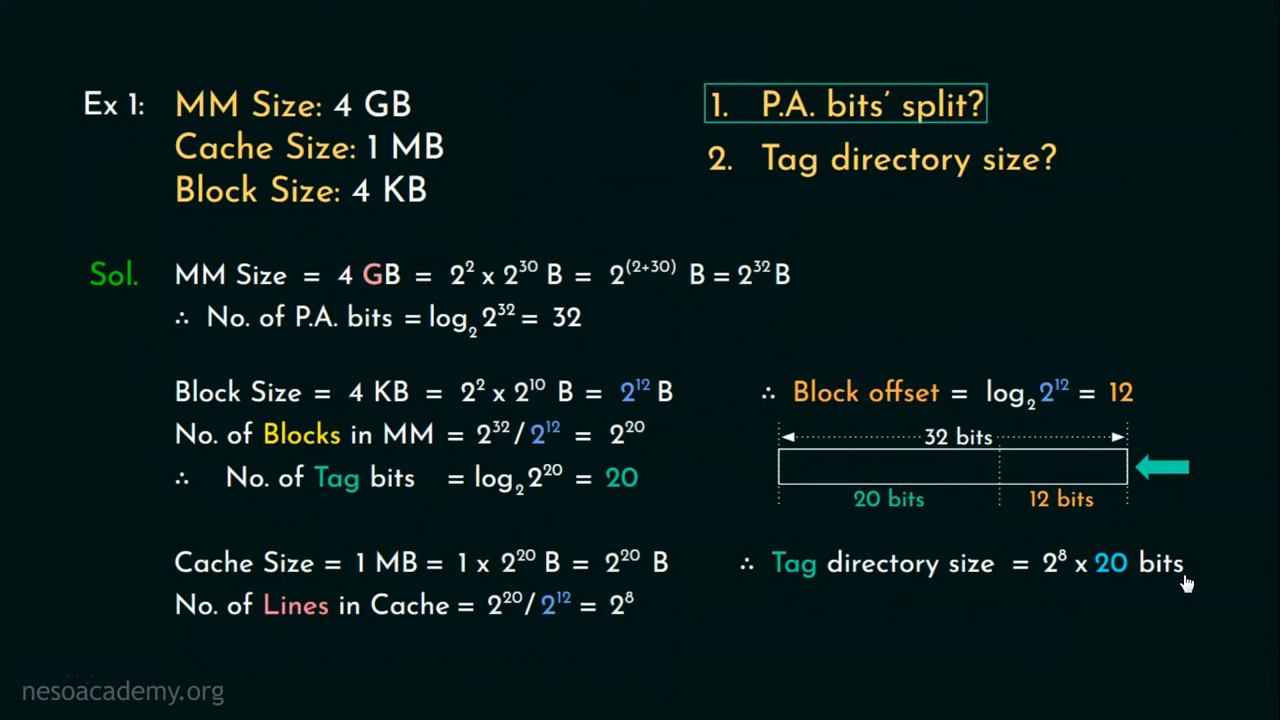 Ex 1: MM Size: 4 GB
Cache Size: 1 MB
Block Size: 4 KB
1. P.A. bits’ split?
2. Tag directory size?
Sol. MM Size = 4 GB = 2² x 2³⁰ B = 2⁽²⁺³⁰⁾ B = 2³² B
∴ No. of P.A. bits = log₂ 2³² = 32
Block Size = 4 KB = 2² x 2¹⁰ B = 2¹² B
No. of Blocks in MM = 2³² / 2¹² = 2²⁰
∴ No. of Tag bits = log₂ 2²⁰ = 20
∴ Block offset = log₂ 2¹² = 12
32 bits
20 bits 12 bits
Cache Size = 1 MB = 1 x 2²⁰ B = 2²⁰ B
No. of Lines in Cache = 2²⁰ / 2¹² = 2⁸
∴ Tag directory size = 2⁸ x 20 bits
nesoacademy.org